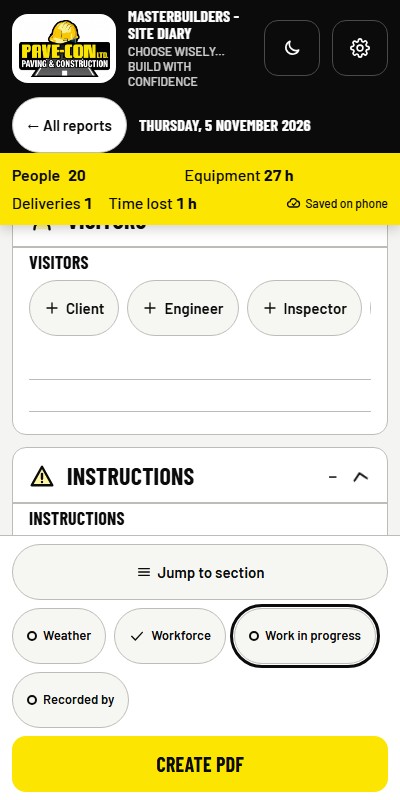 PAVE-CON LTD.
PAVING & CONSTRUCTION
MASTERBUILDERS -
SITE DIARY
CHOOSE WISELY...
BUILD WITH
CONFIDENCE
← All reports
THURSDAY, 5 NOVEMBER 2026
People 20
Equipment 27 h
Deliveries 1 Time lost 1 h
Saved on phone
VISITORS
VISITORS
+ Client
+ Engineer
+ Inspector
INSTRUCTIONS
–
INSTRUCTIONS
Jump to section
Weather
Workforce
Work in progress
Recorded by
CREATE PDF